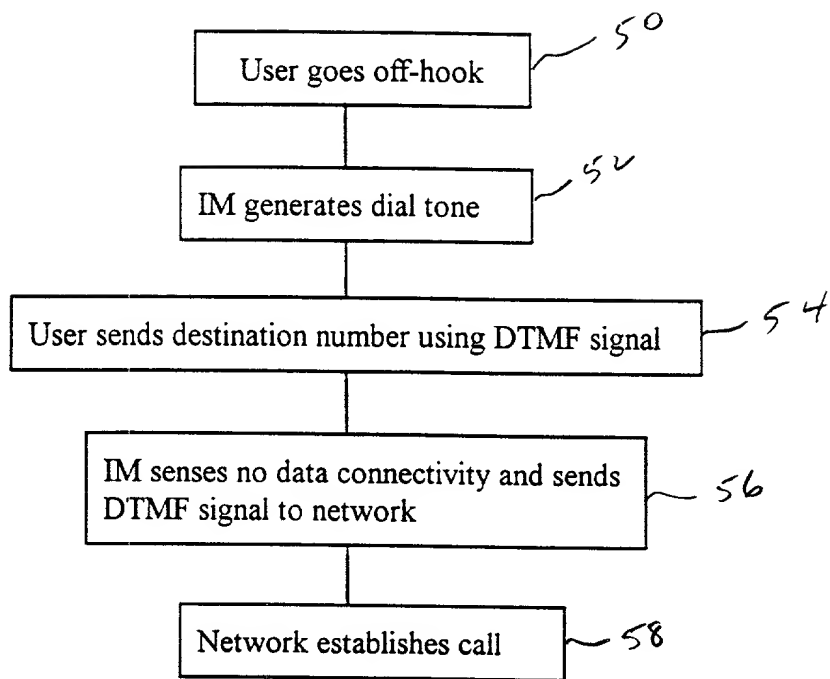 User goes off-hook
50
IM generates dial tone
52
User sends destination number using DTMF signal
54
IM senses no data connectivity and sends
DTMF signal to network
56
Network establishes call
58